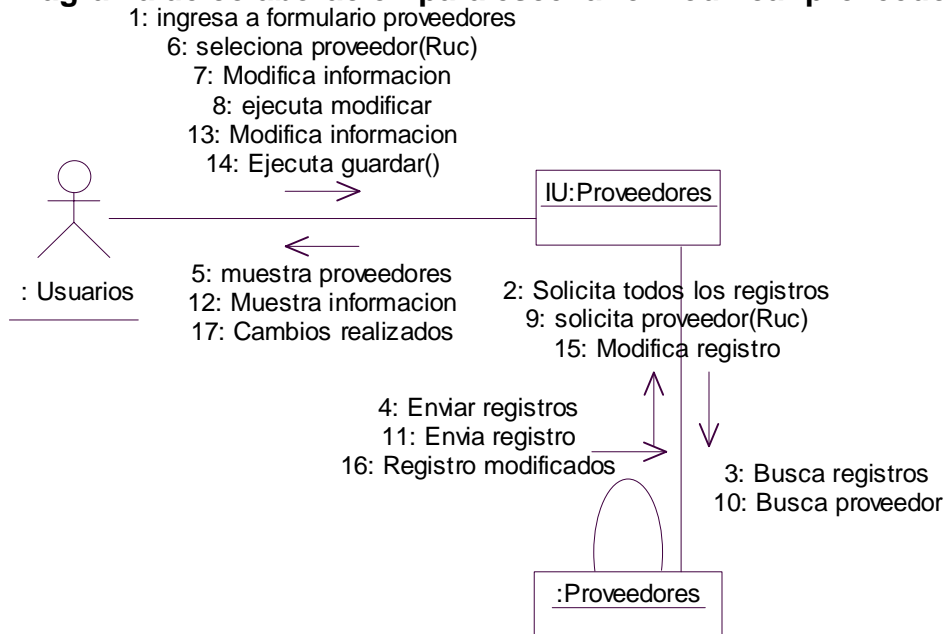 1: ingresa a formulario proveedores
6: seleciona proveedor(Ruc)
7: Modifica informacion
8: ejecuta modificar
13: Modifica informacion
14: Ejecuta guardar()
IU:Proveedores
: Usuarios
5: muestra proveedores
12: Muestra informacion
17: Cambios realizados
2: Solicita todos los registros
9: solicita proveedor(Ruc)
15: Modifica registro
4: Enviar registros
11: Envia registro
16: Registro modificados
3: Busca registros
10: Busca proveedor
:Proveedores